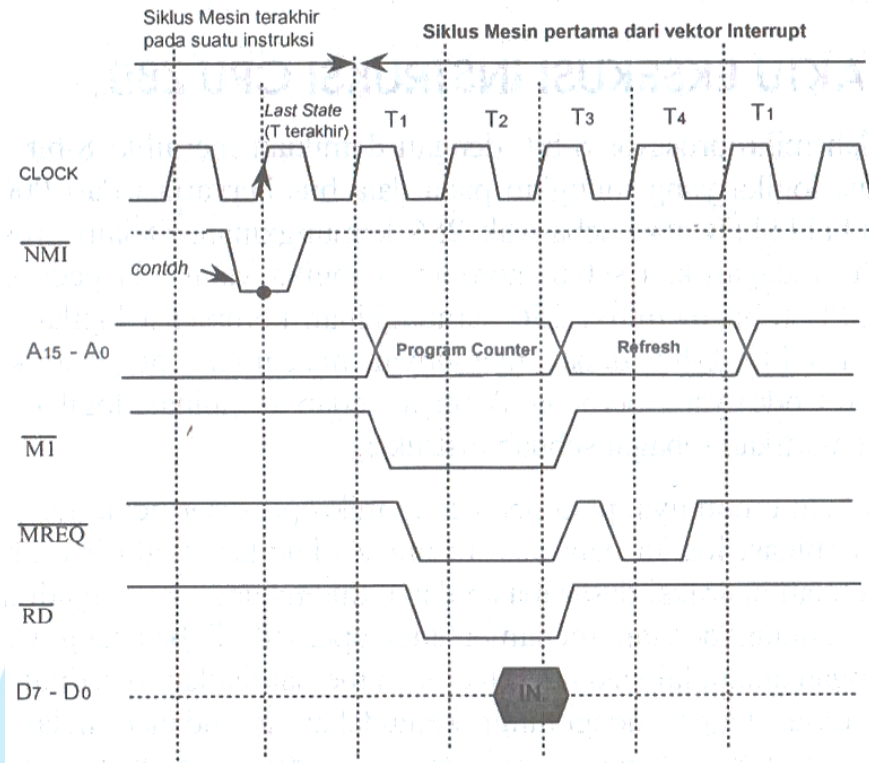 Siklus Mesin terakhir
pada suatu instruksi
Siklus Mesin pertama dari vektor Interrupt
Last State
(T terakhir)
T1
T2
T3
T4
T1
CLOCK
NMI
contoh
A15 - A0
Program Counter
Refresh
M1
MREQ
RD
D7 - D0
IN